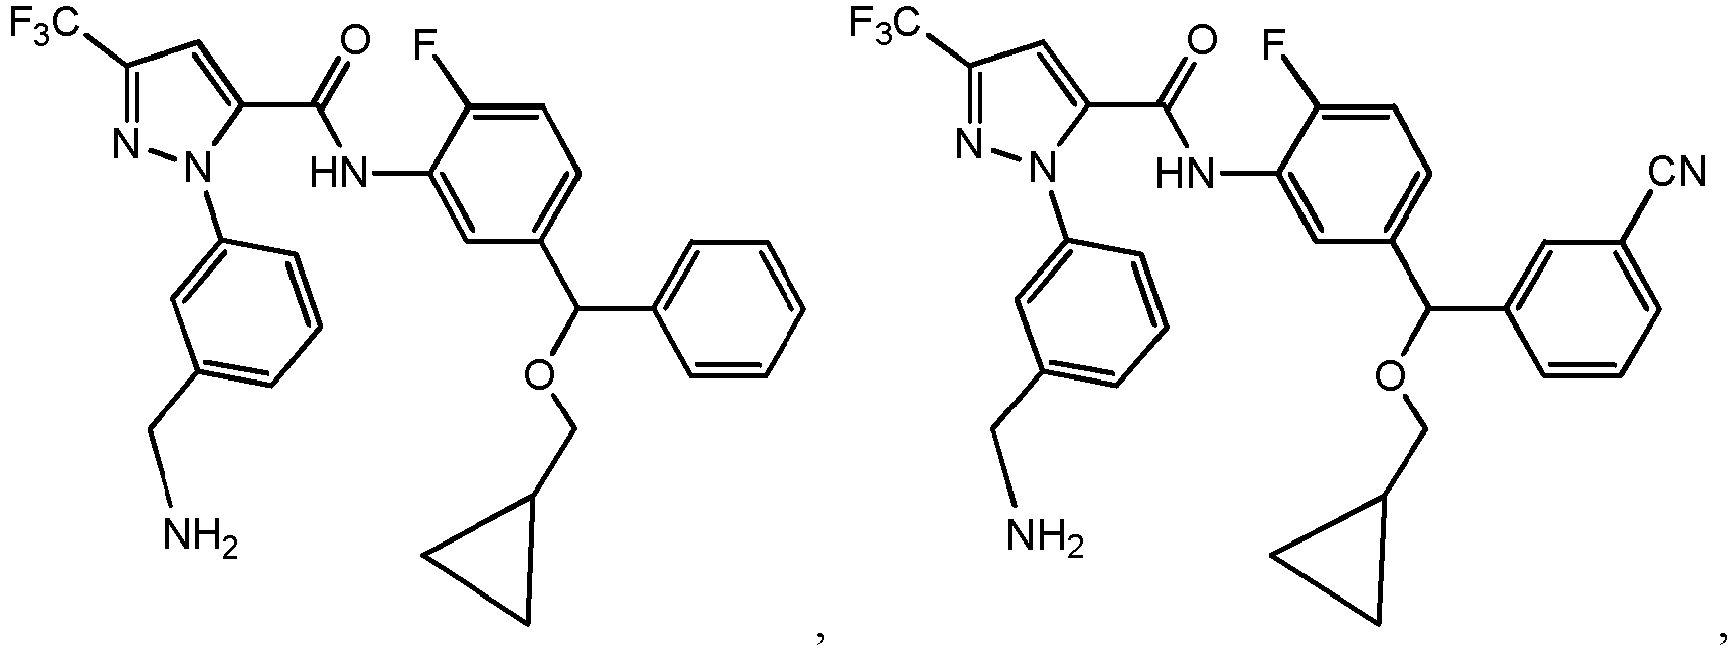 F3C O F F3C O F
N N HN N N HN CN
O O
NH2 NH2
, ,